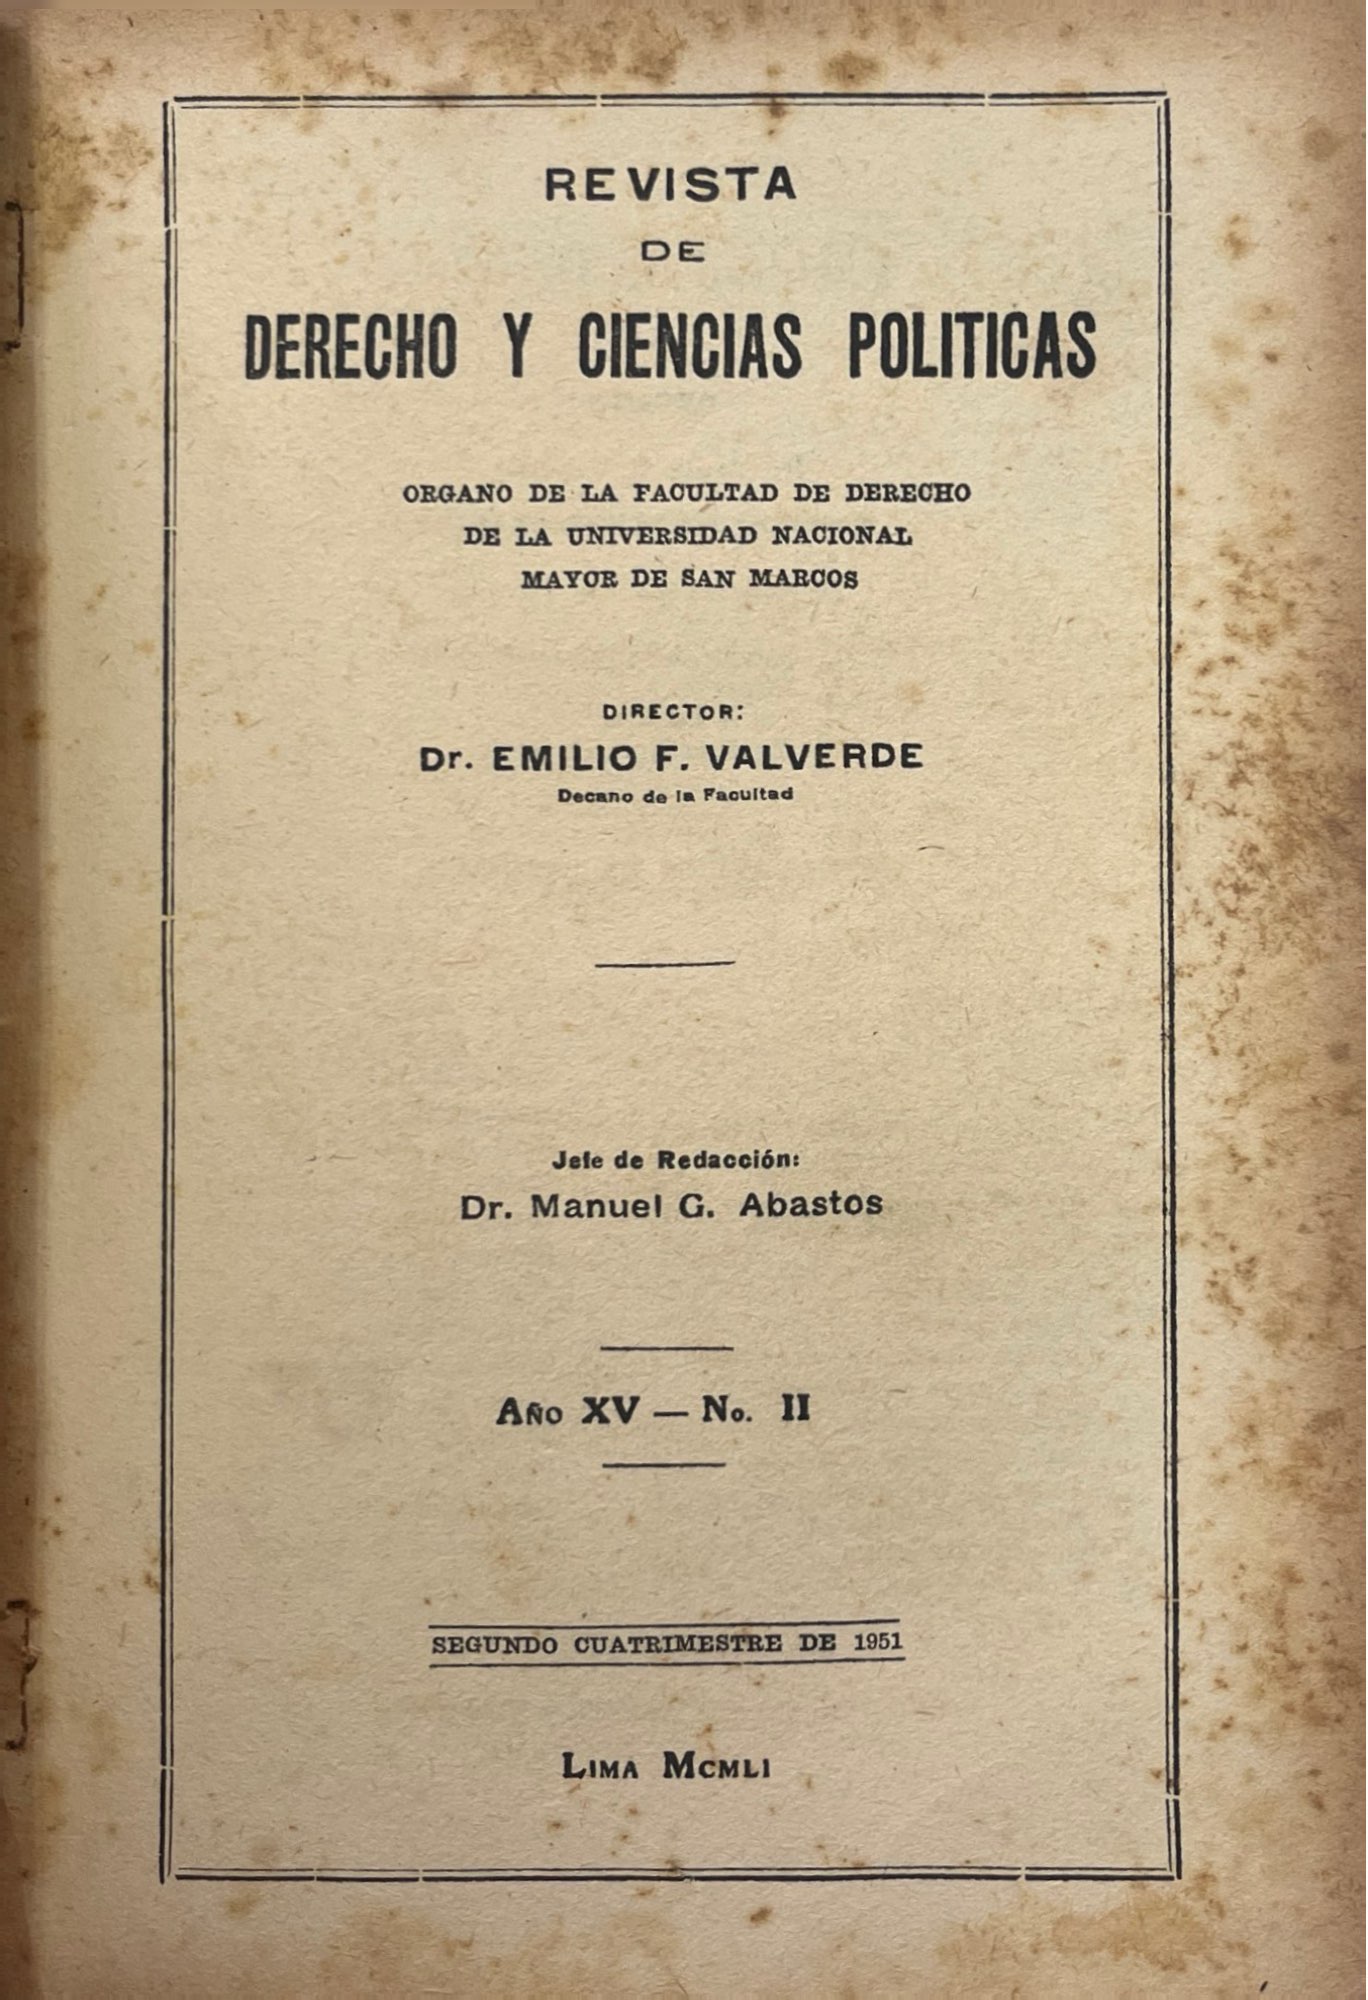 REVISTA
DE
DERECHO Y CIENCIAS POLITICAS
ORGANO DE LA FACULTAD DE DERECHO
DE LA UNIVERSIDAD NACIONAL
MAYOR DE SAN MARCOS
DIRECTOR:
Dr. EMILIO F. VALVERDE
Decano de la Facultad
Jefe de Redacción:
Dr. Manuel G. Abastos
AÑO XV — No. II
SEGUNDO CUATRIMESTRE DE 1951
LIMA MCMLI